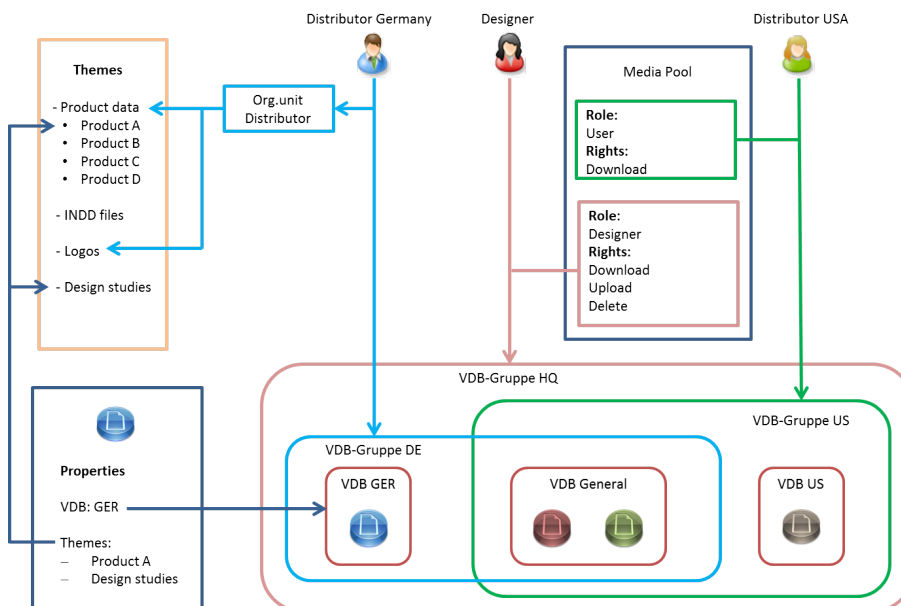 Distributor Germany
Designer
Distributor USA
Themes
- Product data
• Product A
• Product B
• Product C
• Product D
- INDD files
- Logos
- Design studies
Org.unit
Distributor
Media Pool
Role:
User
Rights:
Download
Role:
Designer
Rights:
Download
Upload
Delete
VDB-Gruppe HQ
VDB-Gruppe US
VDB-Gruppe DE
VDB GER
VDB General
VDB US
Properties
VDB: GER
Themes:
– Product A
– Design studies